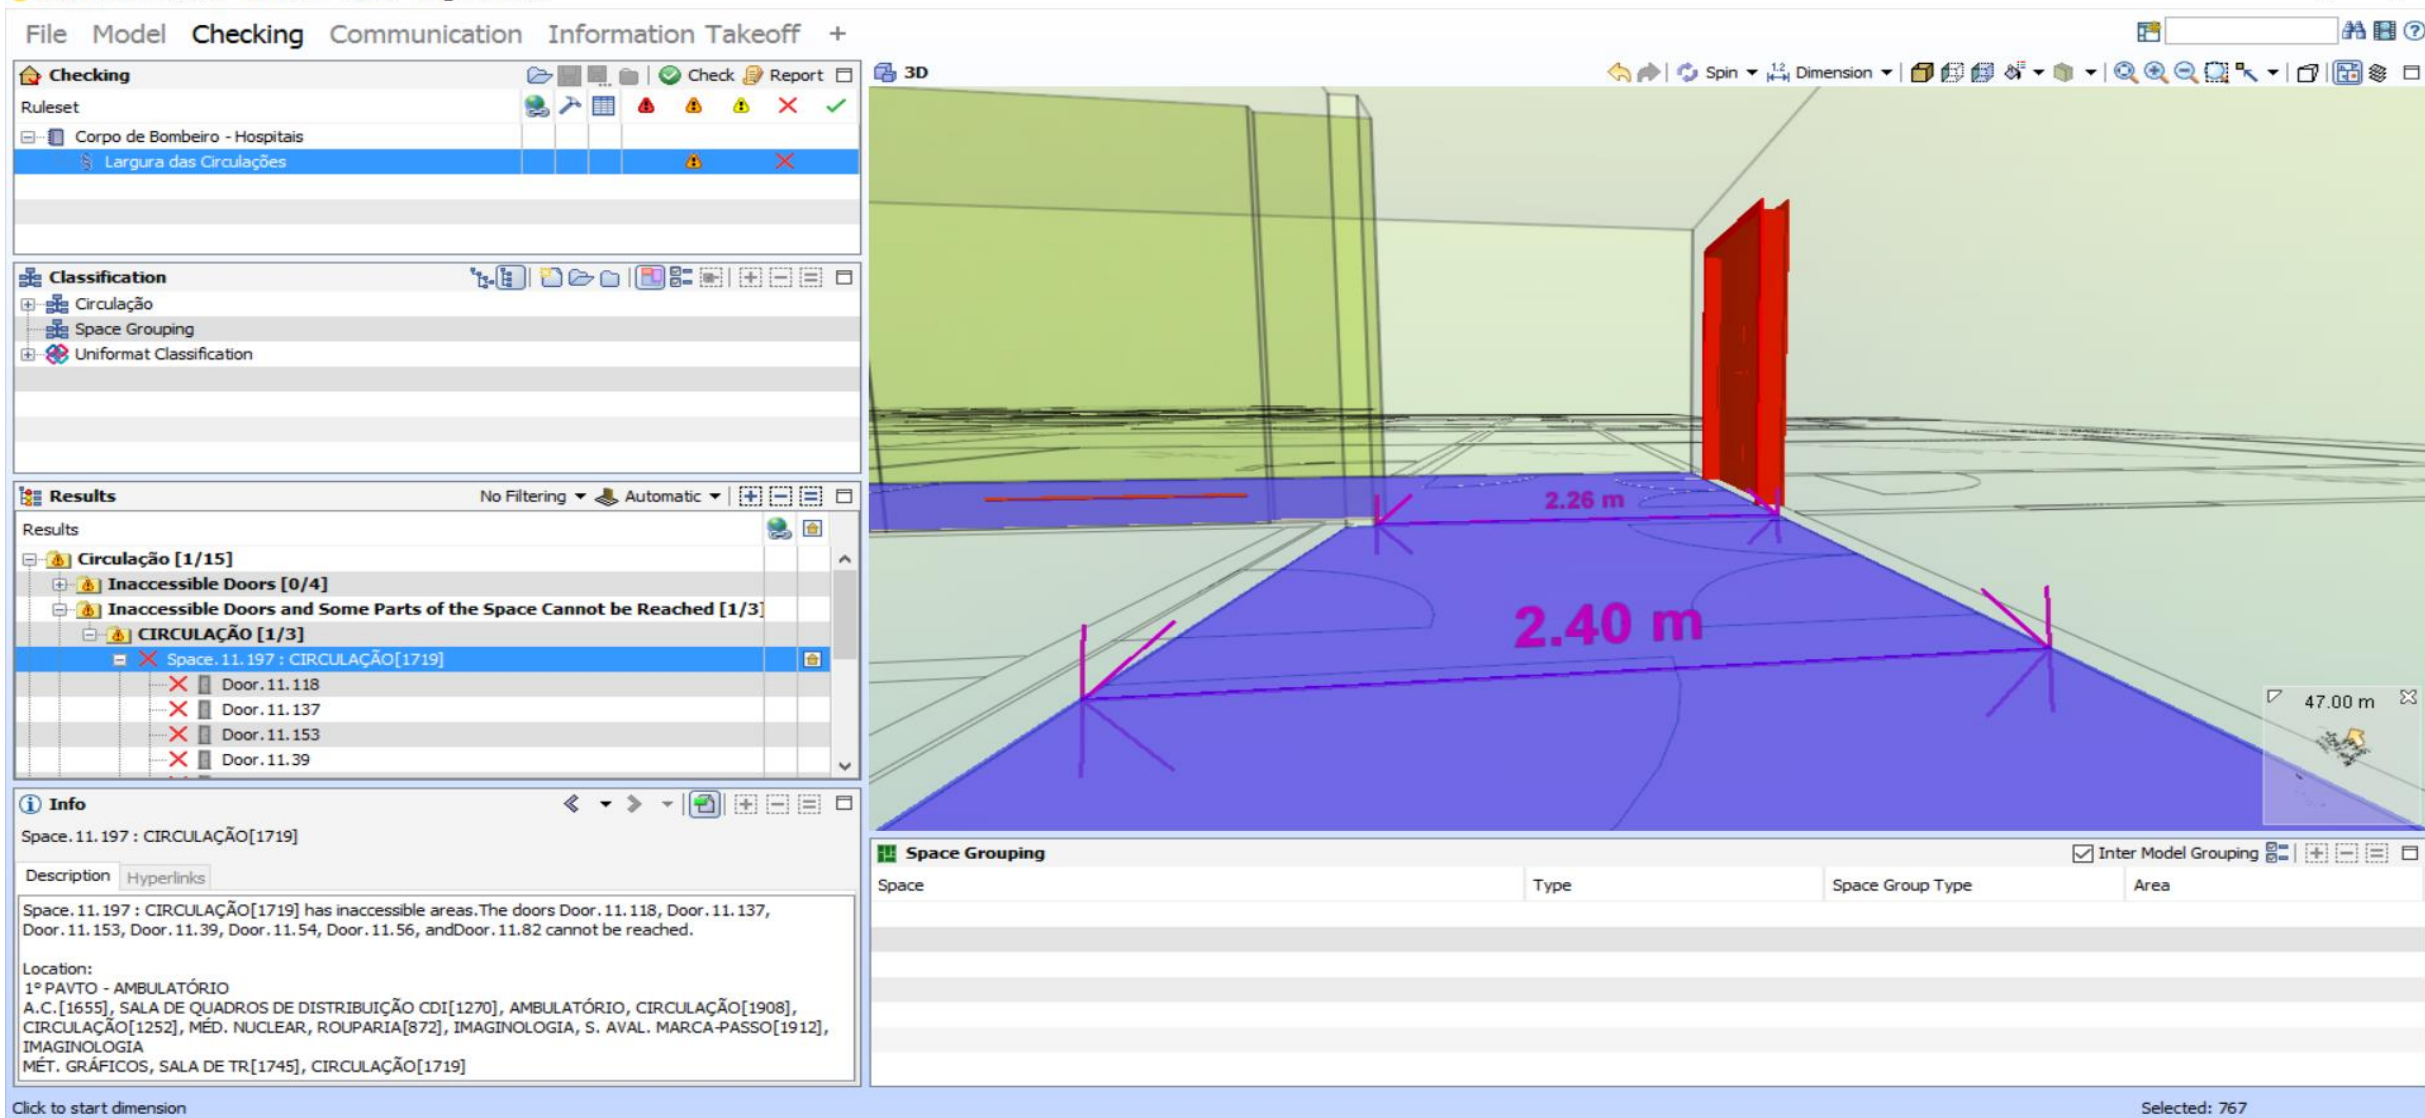 File Model Checking Communication Information Takeoff +
Checking Check Report
Ruleset
Corpo de Bombeiro - Hospitais
§ Largura das Circulações
Classification
Circulação
Space Grouping
Uniformat Classification
Results No Filtering Automatic
Results
Circulação [1/15]
Inaccessible Doors [0/4]
Inaccessible Doors and Some Parts of the Space Cannot be Reached [1/3]
CIRCULAÇÃO [1/3]
Space.11.197 : CIRCULAÇÃO[1719]
Door.11.118
Door.11.137
Door.11.153
Door.11.39
Info
Space.11.197 : CIRCULAÇÃO[1719]
Description Hyperlinks
Space.11.197 : CIRCULAÇÃO[1719] has inaccessible areas.The doors Door.11.118, Door.11.137,
Door.11.153, Door.11.39, Door.11.54, Door.11.56, andDoor.11.82 cannot be reached.
Location:
1º PAVTO - AMBULATÓRIO
A.C.[1655], SALA DE QUADROS DE DISTRIBUIÇÃO CDI[1270], AMBULATÓRIO, CIRCULAÇÃO[1908],
CIRCULAÇÃO[1252], MÉD. NUCLEAR, ROUPARIA[872], IMAGINOLOGIA, S. AVAL. MARCA-PASSO[1912],
IMAGINOLOGIA
MÉT. GRÁFICOS, SALA DE TR[1745], CIRCULAÇÃO[1719]
3D Spin 1.2 Dimension
2.26 m
2.40 m
47.00 m
Space Grouping Inter Model Grouping
Space Type Space Group Type Area
Click to start dimension Selected: 767